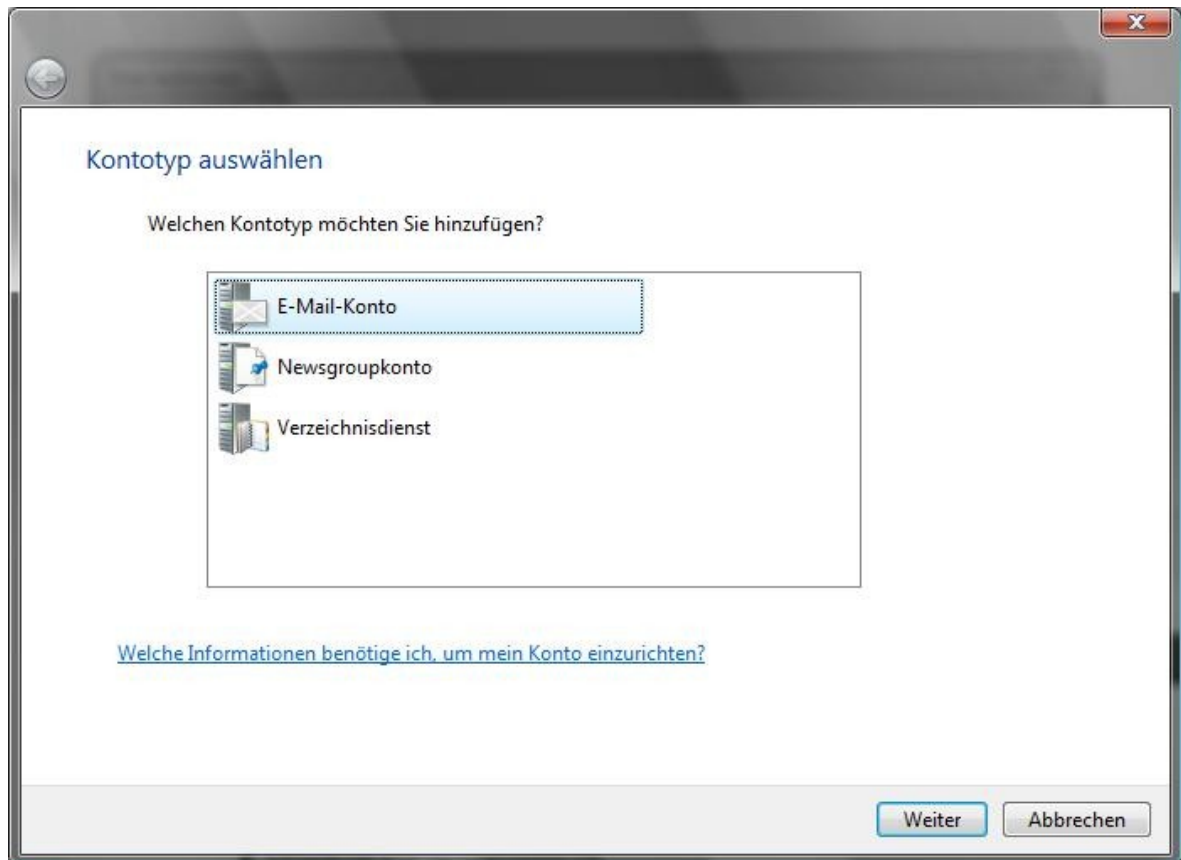 Kontotyp auswählen
Welchen Kontotyp möchten Sie hinzufügen?
E-Mail-Konto
Newsgroupkonto
Verzeichnisdienst
Welche Informationen benötige ich, um mein Konto einzurichten?
Weiter Abbrechen